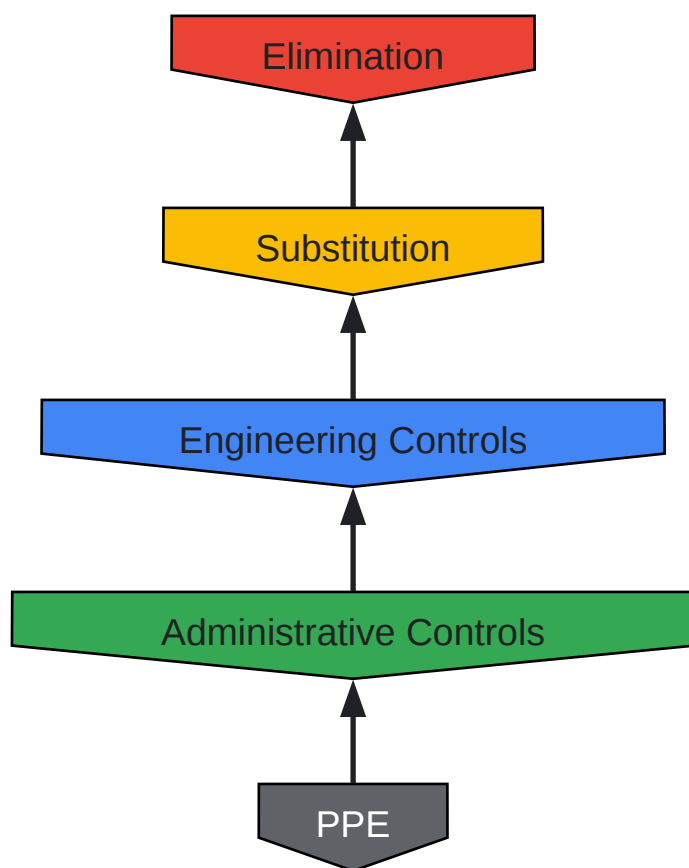 Elimination
Substitution
Engineering Controls
Administrative Controls
PPE